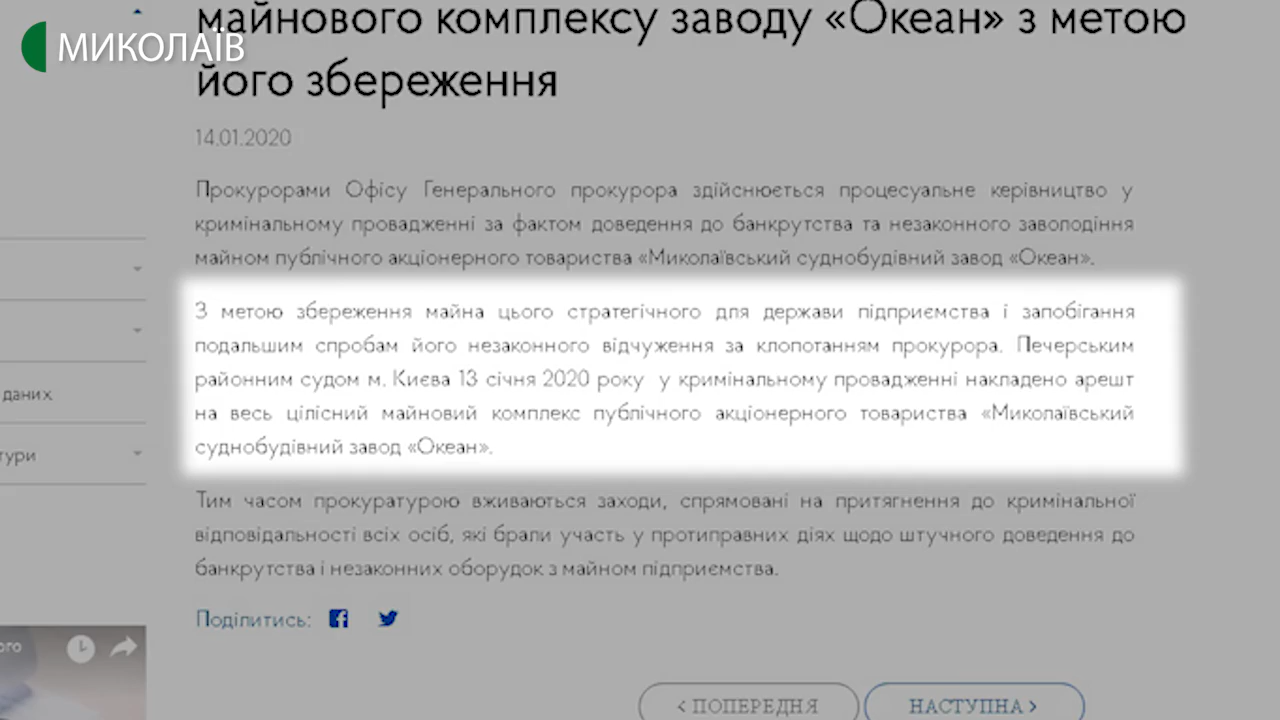 майнового комплексу заводу «Океан» з метою
МИКОЛАЇВ
його збереження
14.01.2020
Прокурорами Офісу Генерального прокурора здійснюється процесуальне керівництво у
кримінальному провадженні за фактом доведення до банкрутства та незаконного заволодіння
майном публічного акціонерного товариства «Миколаївський суднобудівний завод «Океан».
З метою збереження майна цього стратегічного для держави підприємства і запобігання
подальшим спробам його незаконного відчуження за клопотанням прокурора. Печерським
районним судом м. Києва 13 січня 2020 року у кримінальному провадженні накладено арешт
на весь цілісний майновий комплекс публічного акціонерного товариства «Миколаївський
суднобудівний завод «Океан».
Тим часом прокуратурою вживаються заходи, спрямовані на притягнення до кримінальної
відповідальності всіх осіб, які брали участь у протиправних діях щодо штучного доведення до
банкрутства і незаконних оборудок з майном підприємства.
даних
тури
ого
Поділитись:
< ПОПЕРЕДНЯ
НАСТУПНА >